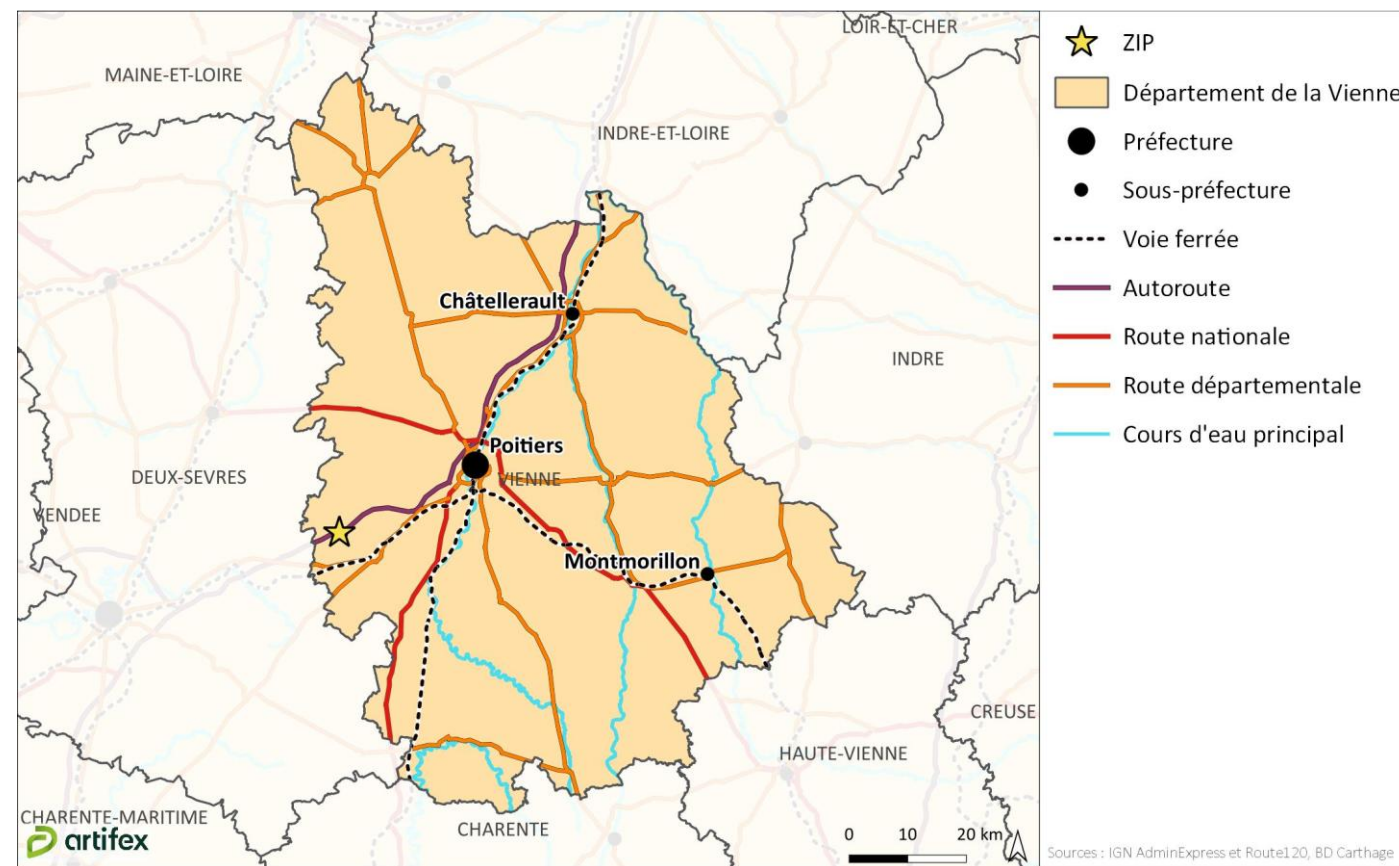 LOIR-ET-CHER
MAINE-ET-LOIRE
INDRE-ET-LOIRE
Châtellerault
INDRE
Poitiers
VIENNE
DEUX-SEVRES
VENDEE
Montmorillon
CREUSE
HAUTE-VIENNE
CHARENTE-MARITIME
CHARENTE
artifex
0 10 20 km
ZIP
Département de la Vienne
Préfecture
Sous-préfecture
Voie ferrée
Autoroute
Route nationale
Route départementale
Cours d'eau principal
Sources : IGN AdminExpress et Route120, BD Carthage